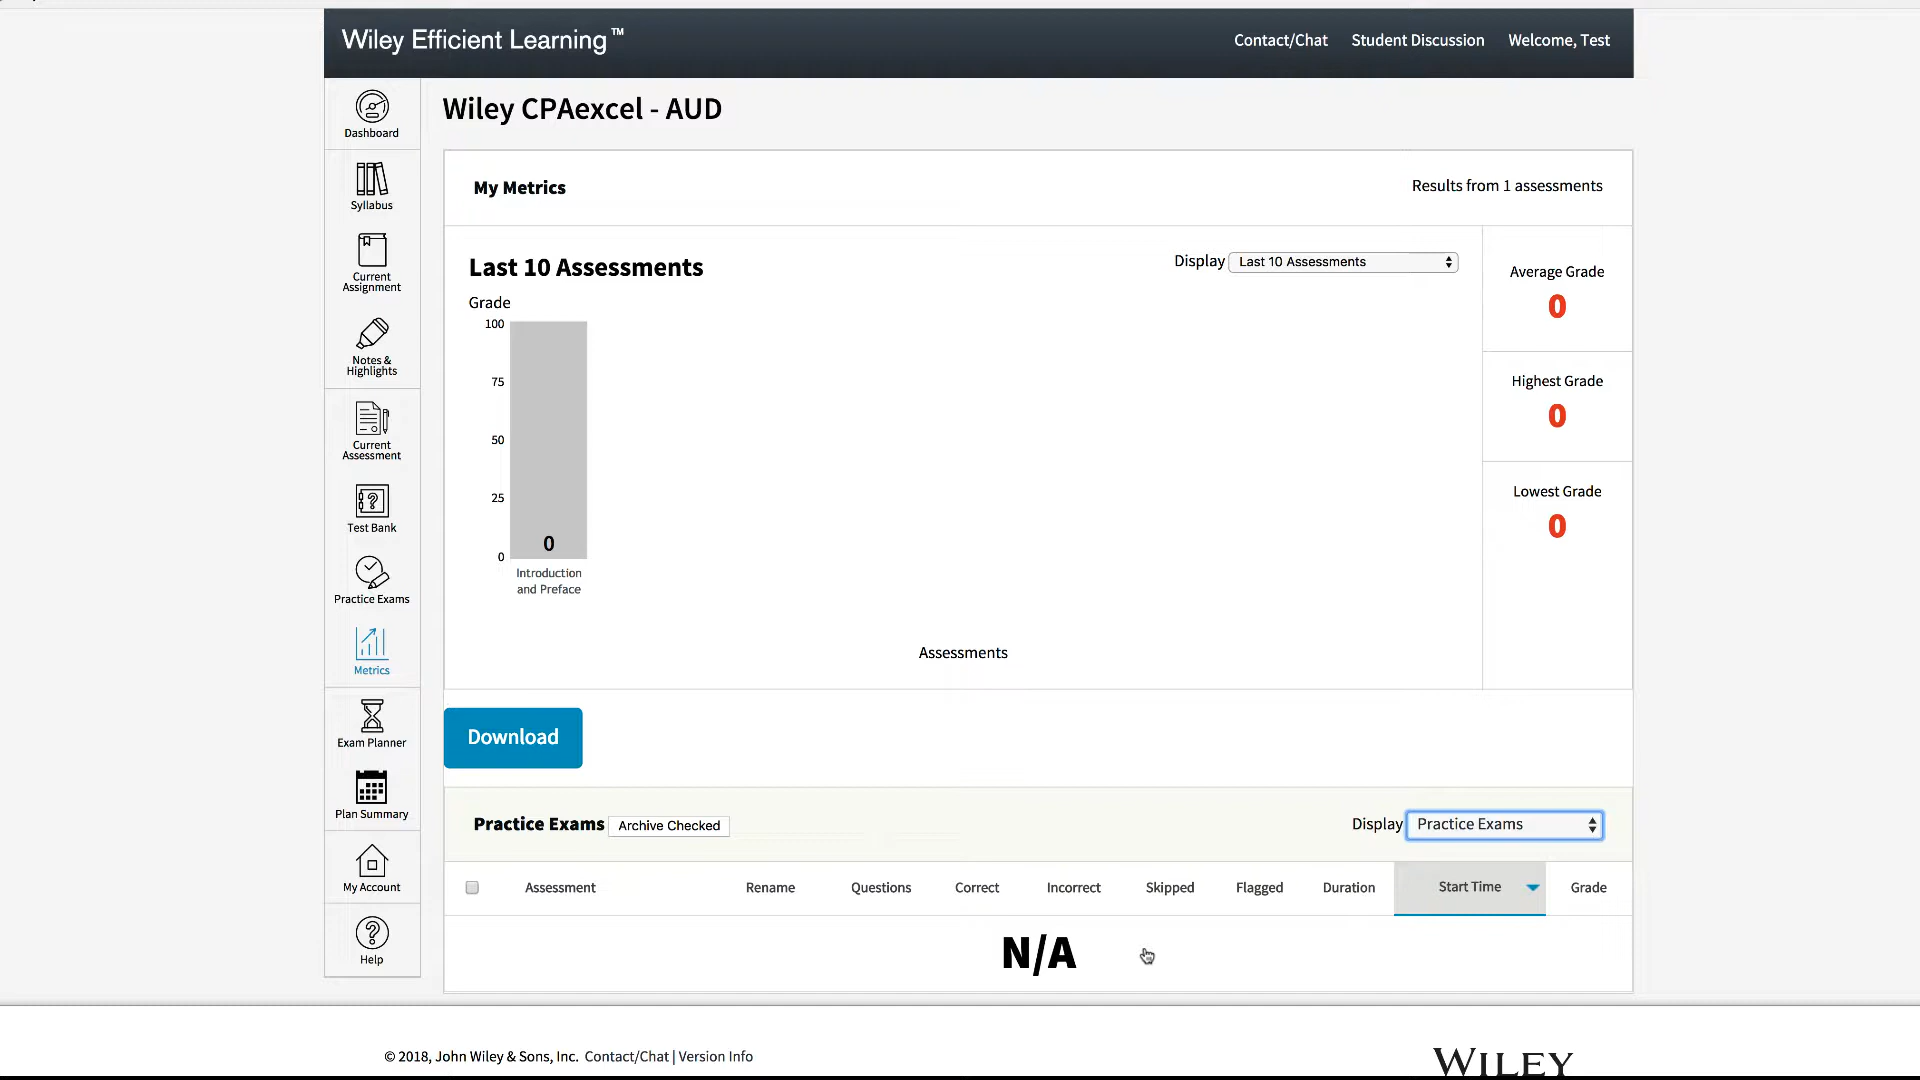 Wiley Efficient Learning™
Contact/Chat Student Discussion Welcome, Test
Dashboard
Syllabus
Current
Assignment
Notes &
Highlights
Current
Assessment
Test Bank
Practice Exams
Metrics
Exam Planner
Plan Summary
My Account
Help
Wiley CPAexcel - AUD
My Metrics
Results from 1 assessments
Last 10 Assessments
Display Last 10 Assessments
Grade
100
75
50
25
0
0
Introduction
and Preface
Assessments
Average Grade
0
Highest Grade
0
Lowest Grade
0
Download
Practice Exams Archive Checked
Display Practice Exams
Assessment Rename Questions Correct Incorrect Skipped Flagged Duration Start Time Grade
N/A
© 2018, John Wiley & Sons, Inc. Contact/Chat | Version Info
WILEY